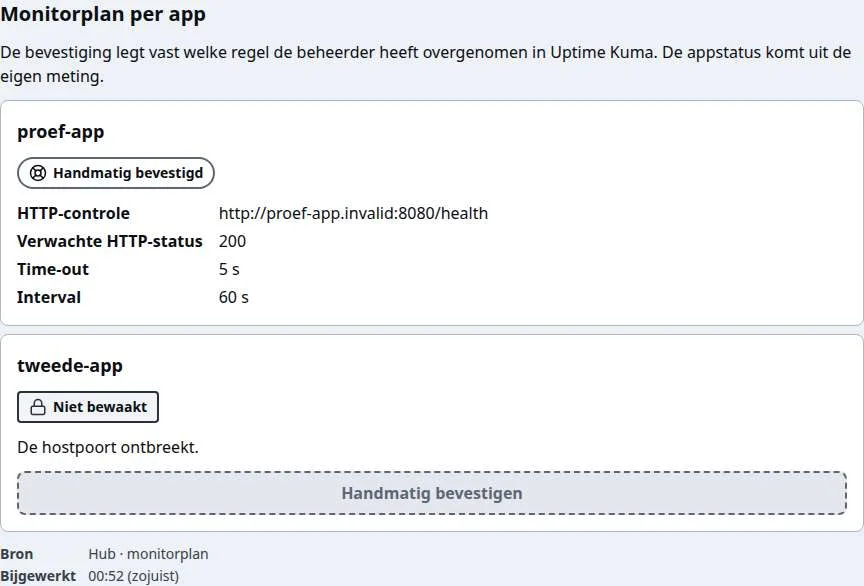 Monitorplan per app
De bevestiging legt vast welke regel de beheerder heeft overgenomen in Uptime Kuma. De appstatus komt uit de
eigen meting.
proef-app
Handmatig bevestigd
HTTP-controle http://proef-app.invalid:8080/health
Verwachte HTTP-status 200
Time-out 5 s
Interval 60 s
tweede-app
Niet bewaakt
De hostpoort ontbreekt.
Handmatig bevestigen
Bron Hub · monitorplan
Bijgewerkt 00:52 (zojuist)